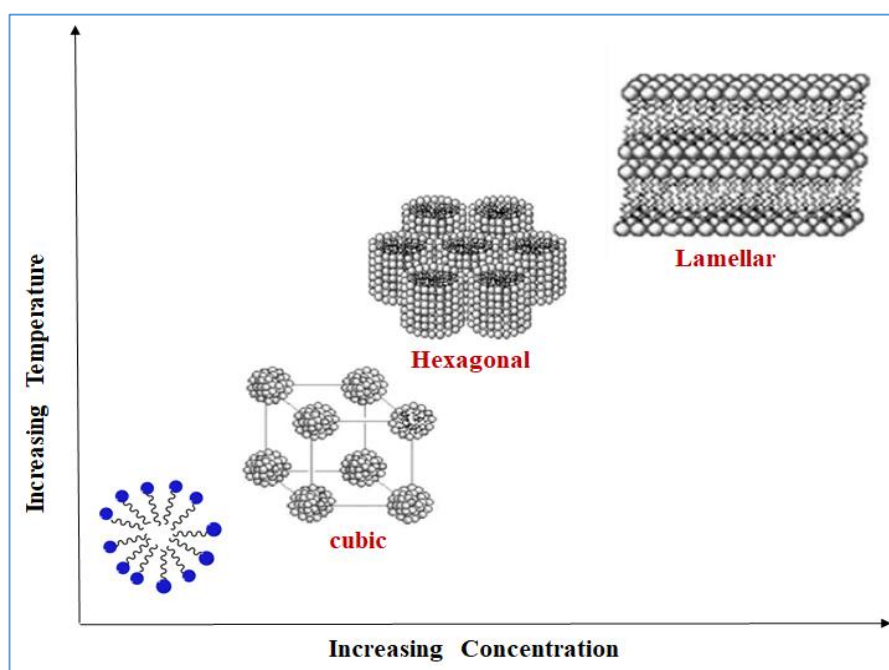 Lamellar
Hexagonal
cubic
Increasing Temperature
Increasing Concentration